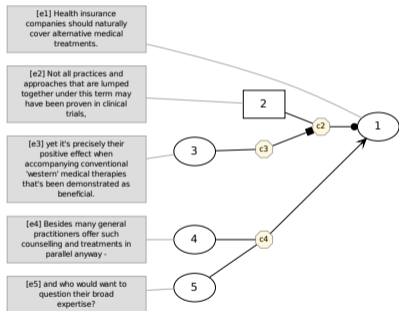 [e1] Health insurance
companies should naturally
cover alternative medical
treatments.
[e2] Not all practices and
approaches that are lumped
together under this term may
have been proven in clinical
trials,
2
c2
1
[e3] yet it's precisely their
positive effect when
accompanying conventional
'western' medical therapies
that's been demonstrated as
beneficial.
3
c3
[e4] Besides many general
practitioners offer such
counselling and treatments in
parallel anyway -
4
c4
[e5] and who would want to
question their broad
expertise?
5